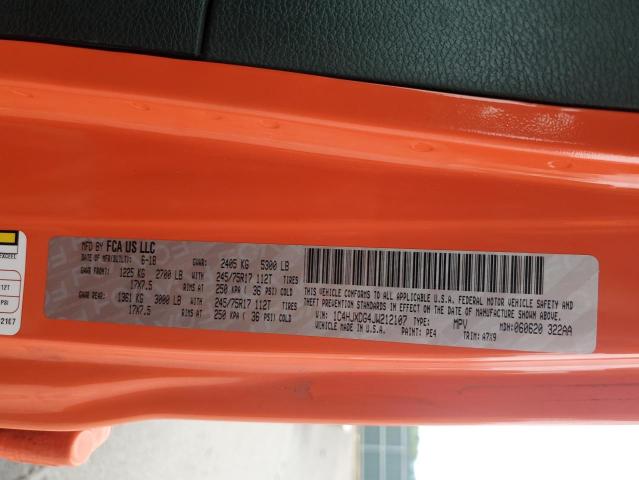 MFD BY FCA US LLC
DATE OF MFR(BUILT): 6-18 GVWR: 2405 KG 5300 LB
GAWR FRONT: 1225 KG 2700 LB WITH 245/75R17 112T TIRES
17X7.5 RIMS AT 250 KPA ( 36 PSI) COLD
GAWR REAR: 1361 KG 3000 LB WITH 245/75R17 112T TIRES
17X7.5 RIMS AT 250 KPA ( 36 PSI) COLD
THIS VEHICLE CONFORMS TO ALL APPLICABLE U.S.A. FEDERAL MOTOR VEHICLE SAFETY AND
THEFT PREVENTION STANDARDS IN EFFECT ON THE DATE OF MANUFACTURE SHOWN ABOVE.
VIN: 1C4HJXDG4JW212107 TYPE: MPV MDH: 060620 322AA
MADE IN U.S.A. PAINT: PE4 TRIM: A7X9
12T
PSI
12107